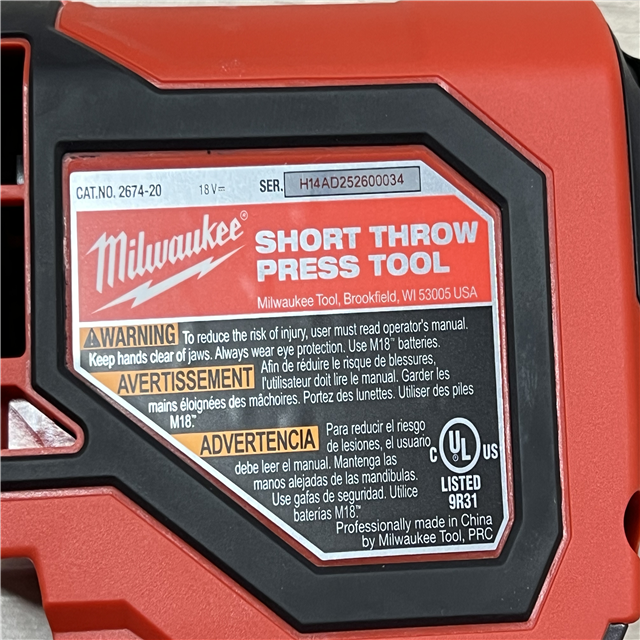 CAT.NO. 2674-20 18V⎓ SER. H14AD252600034
Milwaukee®
SHORT THROW
PRESS TOOL
Milwaukee Tool, Brookfield, WI 53005 USA
⚠WARNING To reduce the risk of injury, user must read operator's manual.
Keep hands clear of jaws. Always wear eye protection. Use M18™ batteries.
AVERTISSEMENT Afin de réduire le risque de blessures,
l'utilisateur doit lire le manual. Garder les
mains éloignées des mâchoires. Portez des lunettes. Utiliser des piles
M18™.
ADVERTENCIA Para reducir el riesgo
de lesiones, el usuario
debe leer el manual. Mantenga las
manos alejadas de las mandibulas.
Use gafas de seguridad. Utilice
baterías M18™.
C UL US
LISTED
9R31
Professionally made in China
by Milwaukee Tool, PRC